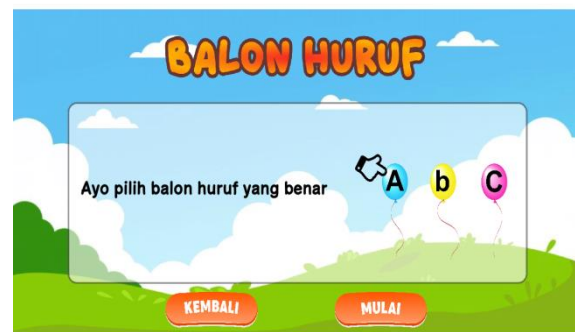 BALON HURUF
Ayo pilih balon huruf yang benar
A b C
KEMBALI
MULAI